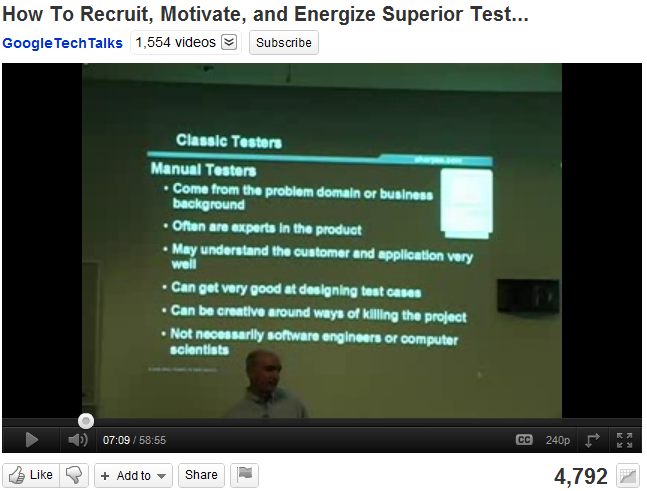 How To Recruit, Motivate, and Energize Superior Test...
GoogleTechTalks 1,554 videos Subscribe
Classic Testers
Manual Testers
• Come from the problem domain or business
background
• Often are experts in the product
• May understand the customer and application very
well
• Can get very good at designing test cases
• Can be creative around ways of killing the project
• Not necessarily software engineers or computer
scientists
07:09 / 58:55 CC 240p
Like + Add to Share 4,792